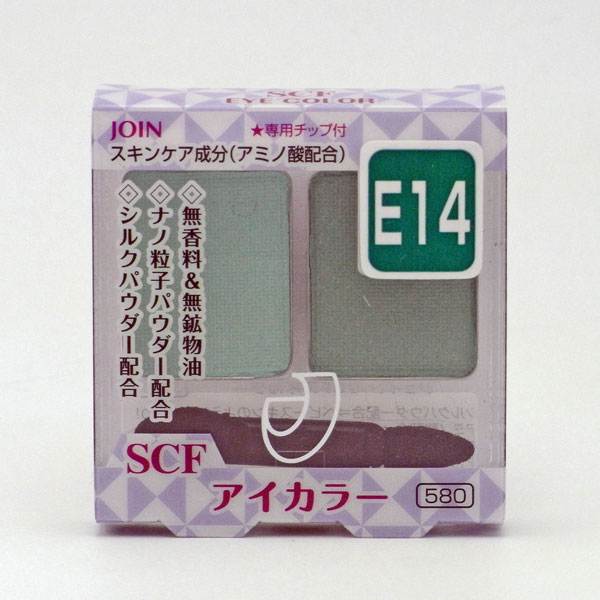 SCF
EYE COLOR
JOIN
★専用チップ付
スキンケア成分(アミノ酸配合)
E14
◈無香料&無鉱物油
◈ナノ粒子パウダー配合
◈シルクパウダー配合
SCF
アイカラー
580